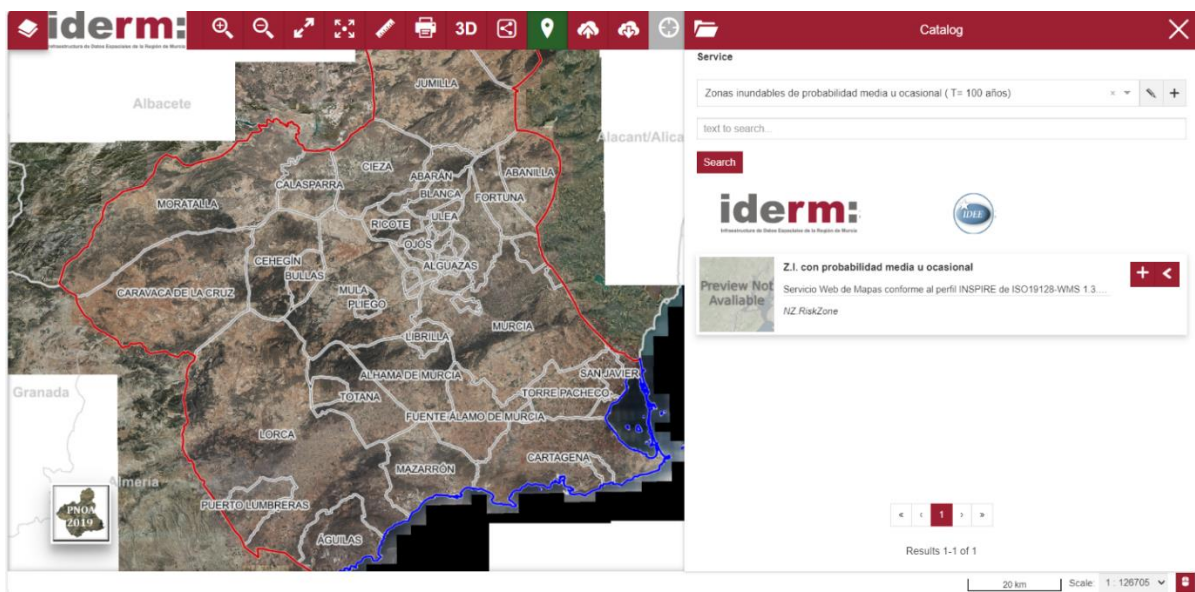 iderm:
Infraestructura de Datos Espaciales de la Región de Murcia
3D
Catalog
Service
Zonas inundables de probabilidad media u ocasional ( T= 100 años)
text to search...
Search
iderm:
Infraestructura de Datos Espaciales de la Región de Murcia
IDEE
Preview Not
Available
Z.I. con probabilidad media u ocasional
Servicio Web de Mapas conforme al perfil INSPIRE de ISO19128-WMS 1.3....
NZ.RiskZone
« ‹ 1 › »
Results 1-1 of 1
20 km
Scale: 1 : 126705
JUMILLA
Albacete
Alacant/Alica
CIEZA
ABARÁN
ABANILLA
CALASPARRA
BLANCA
MORATALLA
FORTUNA
ULEA
RICOTE
OJÓS
CEHEGÍN
ALGUAZAS
BULLAS
CARAVACA DE LA CRUZ
MULA
PLIEGO
MURCIA
LIBRILLA
SAN JAVIER
ALHAMA DE MURCIA
Granada
TOTANA
TORRE PACHECO
FUENTE ÁLAMO DE MURCIA
LORCA
CARTAGENA
MAZARRÓN
Almería
PUERTO LUMBRERAS
PNOA
2019
ÁGUILAS